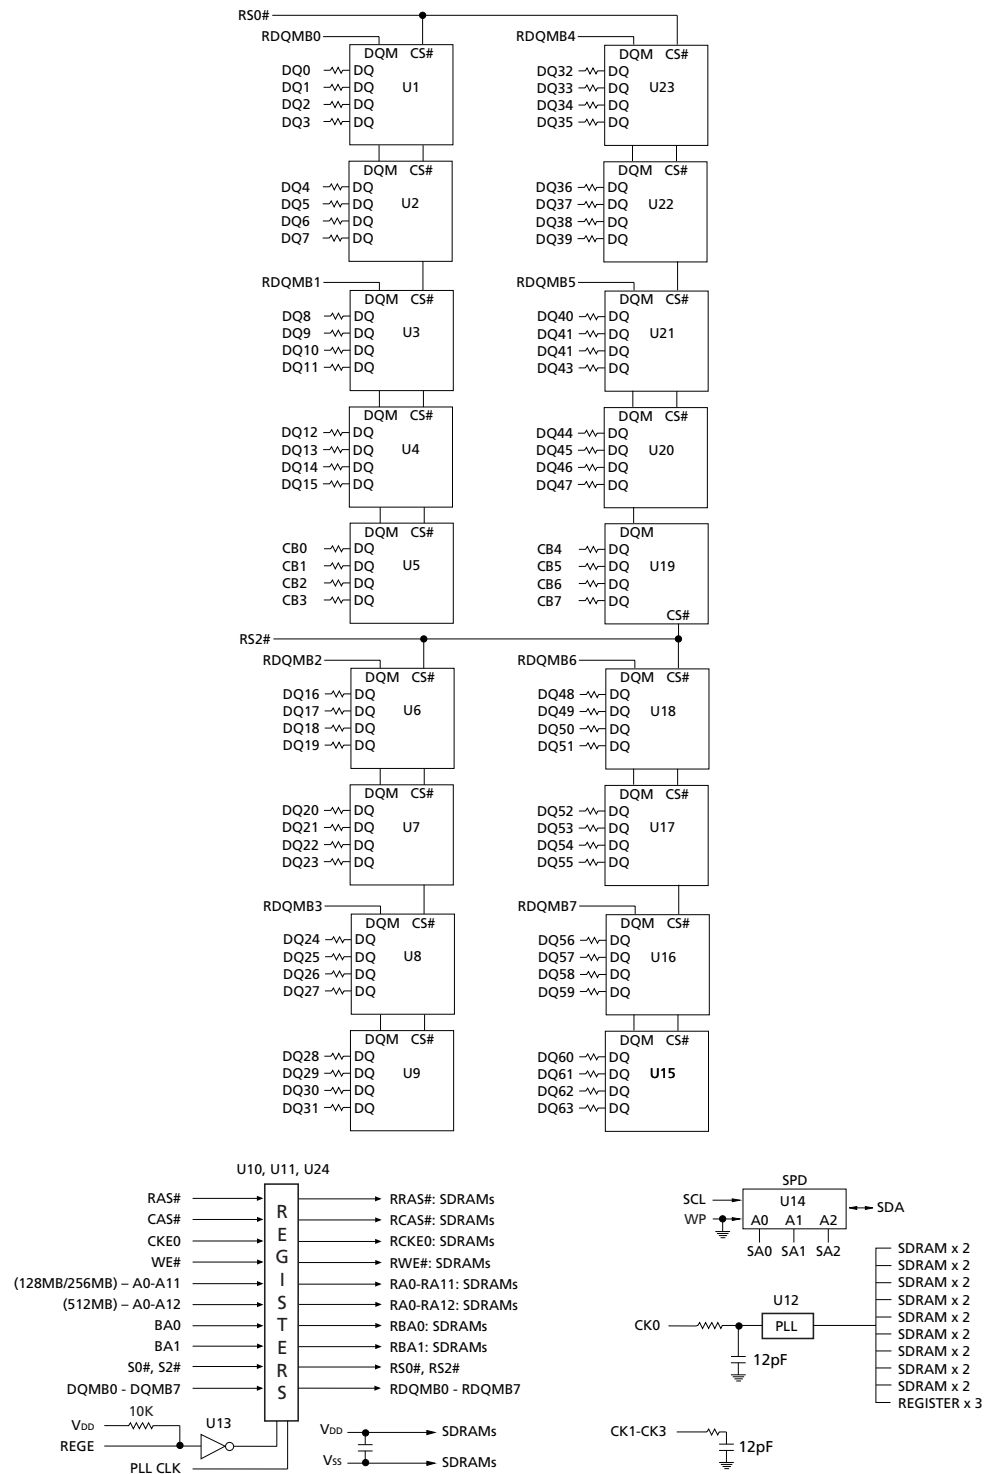 RS0#
RDQMB0
DQM CS#
DQ0 DQ
DQ1 DQ U1
DQ2 DQ
DQ3 DQ
DQM CS#
DQ4 DQ
DQ5 DQ U2
DQ6 DQ
DQ7 DQ
RDQMB1
DQM CS#
DQ8 DQ
DQ9 DQ U3
DQ10 DQ
DQ11 DQ
DQM CS#
DQ12 DQ
DQ13 DQ U4
DQ14 DQ
DQ15 DQ
DQM CS#
CB0 DQ
CB1 DQ U5
CB2 DQ
CB3 DQ
RDQMB4
DQM CS#
DQ32 DQ
DQ33 DQ U23
DQ34 DQ
DQ35 DQ
DQM CS#
DQ36 DQ
DQ37 DQ U22
DQ38 DQ
DQ39 DQ
RDQMB5
DQM CS#
DQ40 DQ
DQ41 DQ U21
DQ41 DQ
DQ43 DQ
DQM CS#
DQ44 DQ
DQ45 DQ U20
DQ46 DQ
DQ47 DQ
DQM
CB4 DQ
CB5 DQ U19
CB6 DQ
CB7 DQ
CS#
RS2#
RDQMB2
DQM CS#
DQ16 DQ
DQ17 DQ U6
DQ18 DQ
DQ19 DQ
DQM CS#
DQ20 DQ
DQ21 DQ U7
DQ22 DQ
DQ23 DQ
RDQMB3
DQM CS#
DQ24 DQ
DQ25 DQ U8
DQ26 DQ
DQ27 DQ
DQM CS#
DQ28 DQ
DQ29 DQ U9
DQ30 DQ
DQ31 DQ
RDQMB6
DQM CS#
DQ48 DQ
DQ49 DQ U18
DQ50 DQ
DQ51 DQ
DQM CS#
DQ52 DQ
DQ53 DQ U17
DQ54 DQ
DQ55 DQ
RDQMB7
DQM CS#
DQ56 DQ
DQ57 DQ U16
DQ58 DQ
DQ59 DQ
DQM CS#
DQ60 DQ
DQ61 DQ U15
DQ62 DQ
DQ63 DQ
U10, U11, U24
REGISTERS
RAS# RRAS#: SDRAMs
CAS# RCAS#: SDRAMs
CKE0 RCKE0: SDRAMs
WE# RWE#: SDRAMs
(128MB/256MB) – A0-A11 RA0-RA11: SDRAMs
(512MB) – A0-A12 RA0-RA12: SDRAMs
BA0 RBA0: SDRAMs
BA1 RBA1: SDRAMs
S0#, S2# RS0#, RS2#
DQMB0 - DQMB7 RDQMB0 - RDQMB7
10K
VDD
U13
REGE
PLL CLK
VDD SDRAMs
Vss SDRAMs
SPD
U14
SCL
WP
A0 A1 A2
SDA
SA0 SA1 SA2
U12
CK0
PLL
12pF
SDRAM x 2
SDRAM x 2
SDRAM x 2
SDRAM x 2
SDRAM x 2
SDRAM x 2
SDRAM x 2
SDRAM x 2
SDRAM x 2
REGISTER x 3
CK1-CK3
12pF